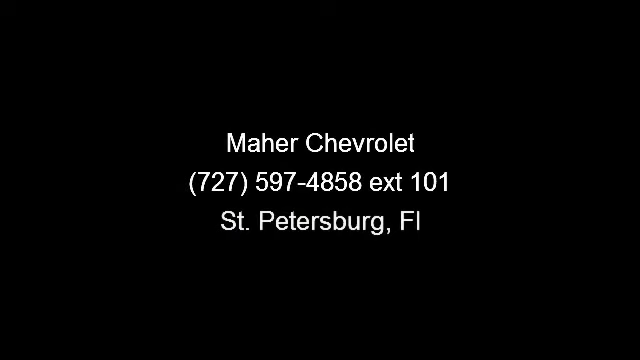 Maher Chevrolet
(727) 597-4858 ext 101
St. Petersburg, Fl